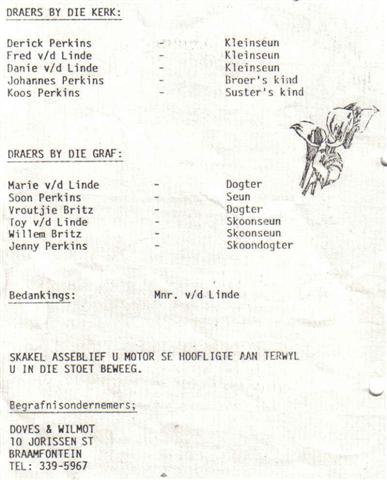 DRAERS BY DIE KERK:
Derick Perkins - Kleinseun
Fred v/d Linde - Kleinseun
Danie v/d Linde - Kleinseun
Johannes Perkins - Broer's kind
Koos Perkins - Suster's kind
DRAERS BY DIE GRAF:
Marie v/d Linde - Dogter
Soon Perkins - Seun
Vroutjie Britz - Dogter
Toy v/d Linde - Skoonseun
Willem Britz - Skoonseun
Jenny Perkins - Skoondogter
Bedankings: Mnr. v/d Linde
SKAKEL ASSEBLIEF U MOTOR SE HOOFLIGTE AAN TERWYL
U IN DIE STOET BEWEEG.
Begrafnisondernemers;
DOVES & WILMOT
10 JORISSEN ST
BRAAMFONTEIN
TEL: 339-5967